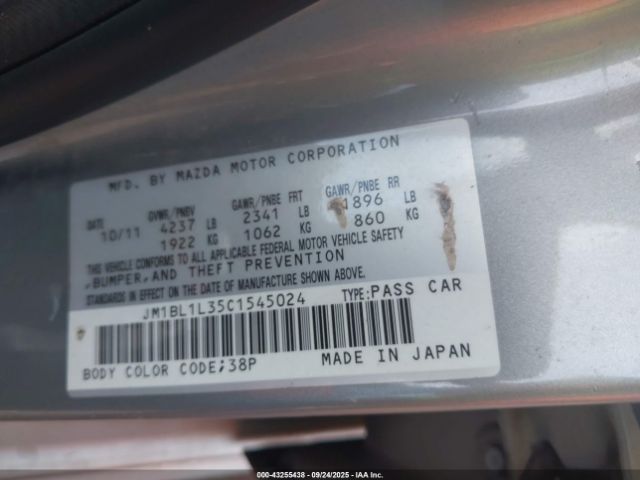 MFD. BY MAZDA MOTOR CORPORATION
DATE GVWR/PNBV GAWR/PNBE FRT GAWR/PNBE RR
10/11 4237 LB 2341 LB 1896 LB
1922 KG 1062 KG 860 KG
THIS VEHICLE CONFORMS TO ALL APPLICABLE FEDERAL MOTOR VEHICLE SAFETY
,BUMPER,AND THEFT PREVENTION
STANDARDS IN EFFECT ON THE DATE OF MANUFACTURE SHOWN ABOVE.
JM1BL1L35C1545024 TYPE:PASS CAR
BODY COLOR CODE;38P MADE IN JAPAN
000-43255438 - 09/24/2025 - IAA Inc.